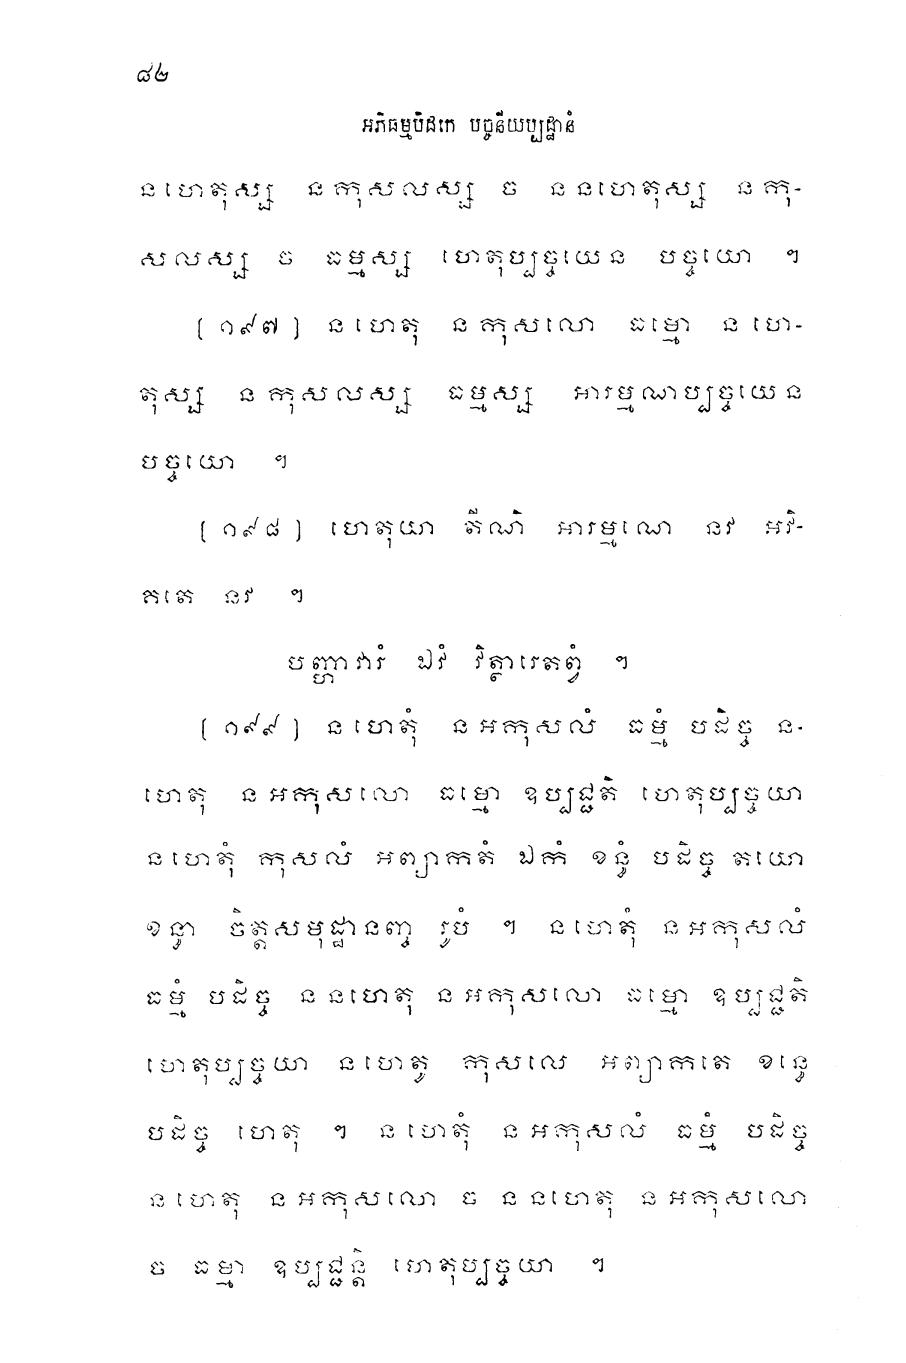 ៨២
អភិធម្មបិដកេ បច្ចនីយប្បដ្ឋានំ
នហេតុស្ស នកុសលស្ស ច ននហេតុស្ស នកុ-
សលស្ស ច ធម្មស្ស ហេតុប្បច្ចយេន បច្ចយោ ។
[ ១៩៧ ] នហេតុ នកុសលោ ធម្មោ នហេ-
តុស្ស នកុសលស្ស ធម្មស្ស អារម្មណប្បច្ចយេន
បច្ចយោ ។
[ ១៩៨ ] ហេតុយា តីណិ អារម្មណេ នវ អវិ-
គតេ នវ ។
បញ្ហាវារំ ឯវំ វិត្ថារេតព្វំ ។
[ ១៩៩ ] នហេតុំ នអកុសលំ ធម្មំ បដិច្ច ន-
ហេតុ នអកុសលោ ធម្មោ ឧប្បជ្ជតិ ហេតុប្បច្ចយា
នហេតុំ កុសលំ អព្យាកតំ ឯកំ ខន្ធំ បដិច្ច តយោ
ខន្ធា ចិត្តសមុដ្ឋានញ្ច រូបំ ។ នហេតុំ នអកុសលំ
ធម្មំ បដិច្ច ននហេតុ នអកុសលោ ធម្មោ ឧប្បជ្ជតិ
ហេតុប្បច្ចយា នហេតូ កុសលេ អព្យាកតេ ខន្ធេ
បដិច្ច ហេតុ ។ នហេតុំ នអកុសលំ ធម្មំ បដិច្ច
នហេតុ នអកុសលោ ច ននហេតុ នអកុសលោ
ច ធម្មា ឧប្បជ្ជន្តិ ហេតុប្បច្ចយា ។